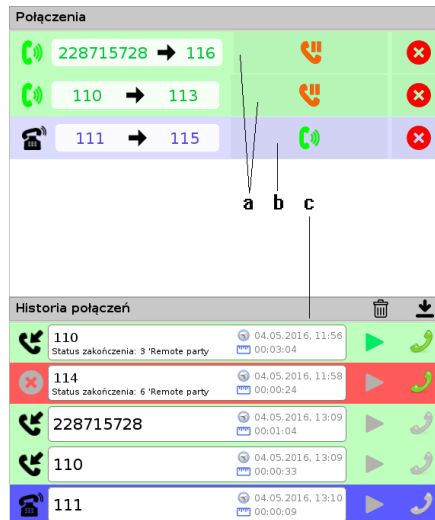 Połączenia
228715728 116
110 113
111 115
a b c
Historia połączeń
110 04.05.2016, 11:56
Status zakończenia: 3 'Remote party 00:03:04
114 04.05.2016, 11:58
Status zakończenia: 6 'Remote party 00:00:24
228715728 04.05.2016, 13:09
00:01:04
110 04.05.2016, 13:09
00:00:33
111 04.05.2016, 13:10
00:00:09